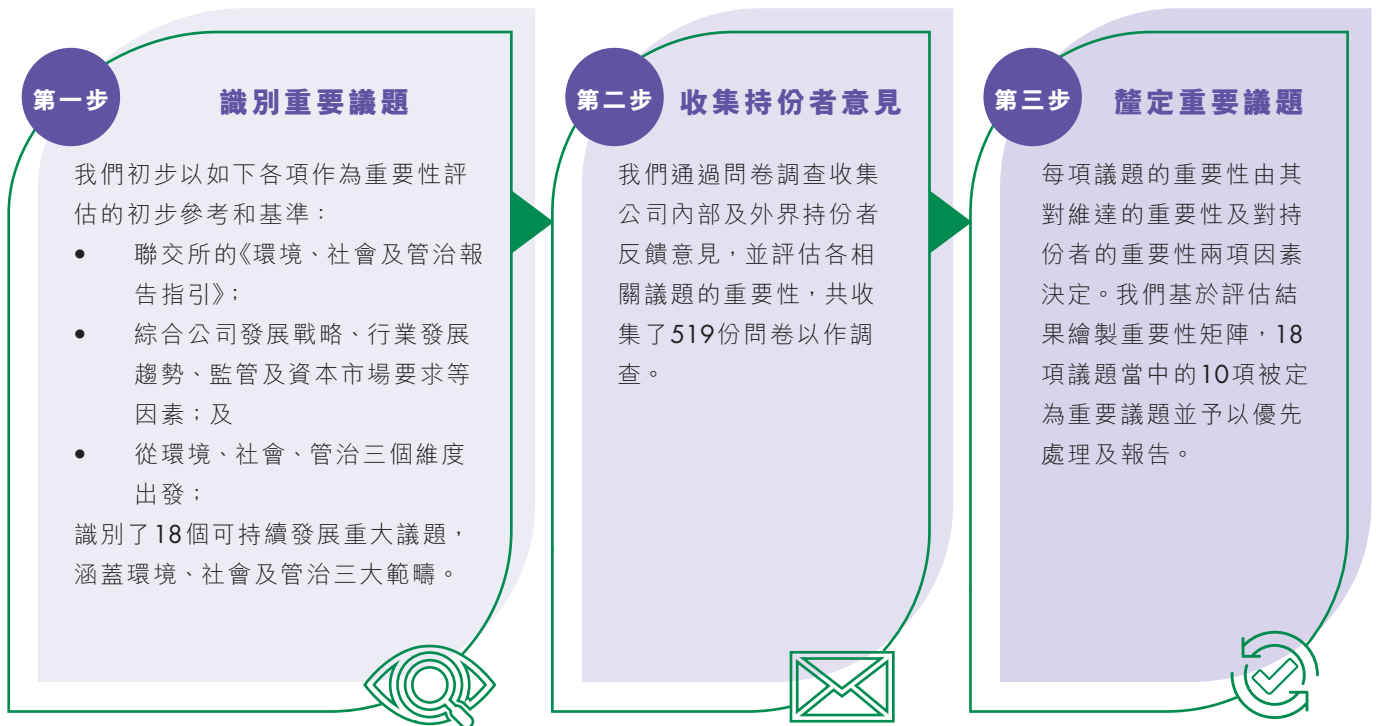 第一步
識別重要議題
我們初步以如下各項作為重要性評
估的初步參考和基準：
• 聯交所的《環境、社會及管治報
告指引》；
• 綜合公司發展戰略、行業發展
趨勢、監管及資本市場要求等
因素；及
• 從環境、社會、管治三個維度
出發；
識別了18個可持續發展重大議題，
涵蓋環境、社會及管治三大範疇。
第二步
收集持份者意見
我們通過問卷調查收集
公司內部及外界持份者
反饋意見，並評估各相
關議題的重要性，共收
集了519份問卷以作調
查。
第三步
釐定重要議題
每項議題的重要性由其
對維達的重要性及對持
份者的重要性兩項因素
決定。我們基於評估結
果繪製重要性矩陣，18
項議題當中的10項被定
為重要議題並予以優先
處理及報告。